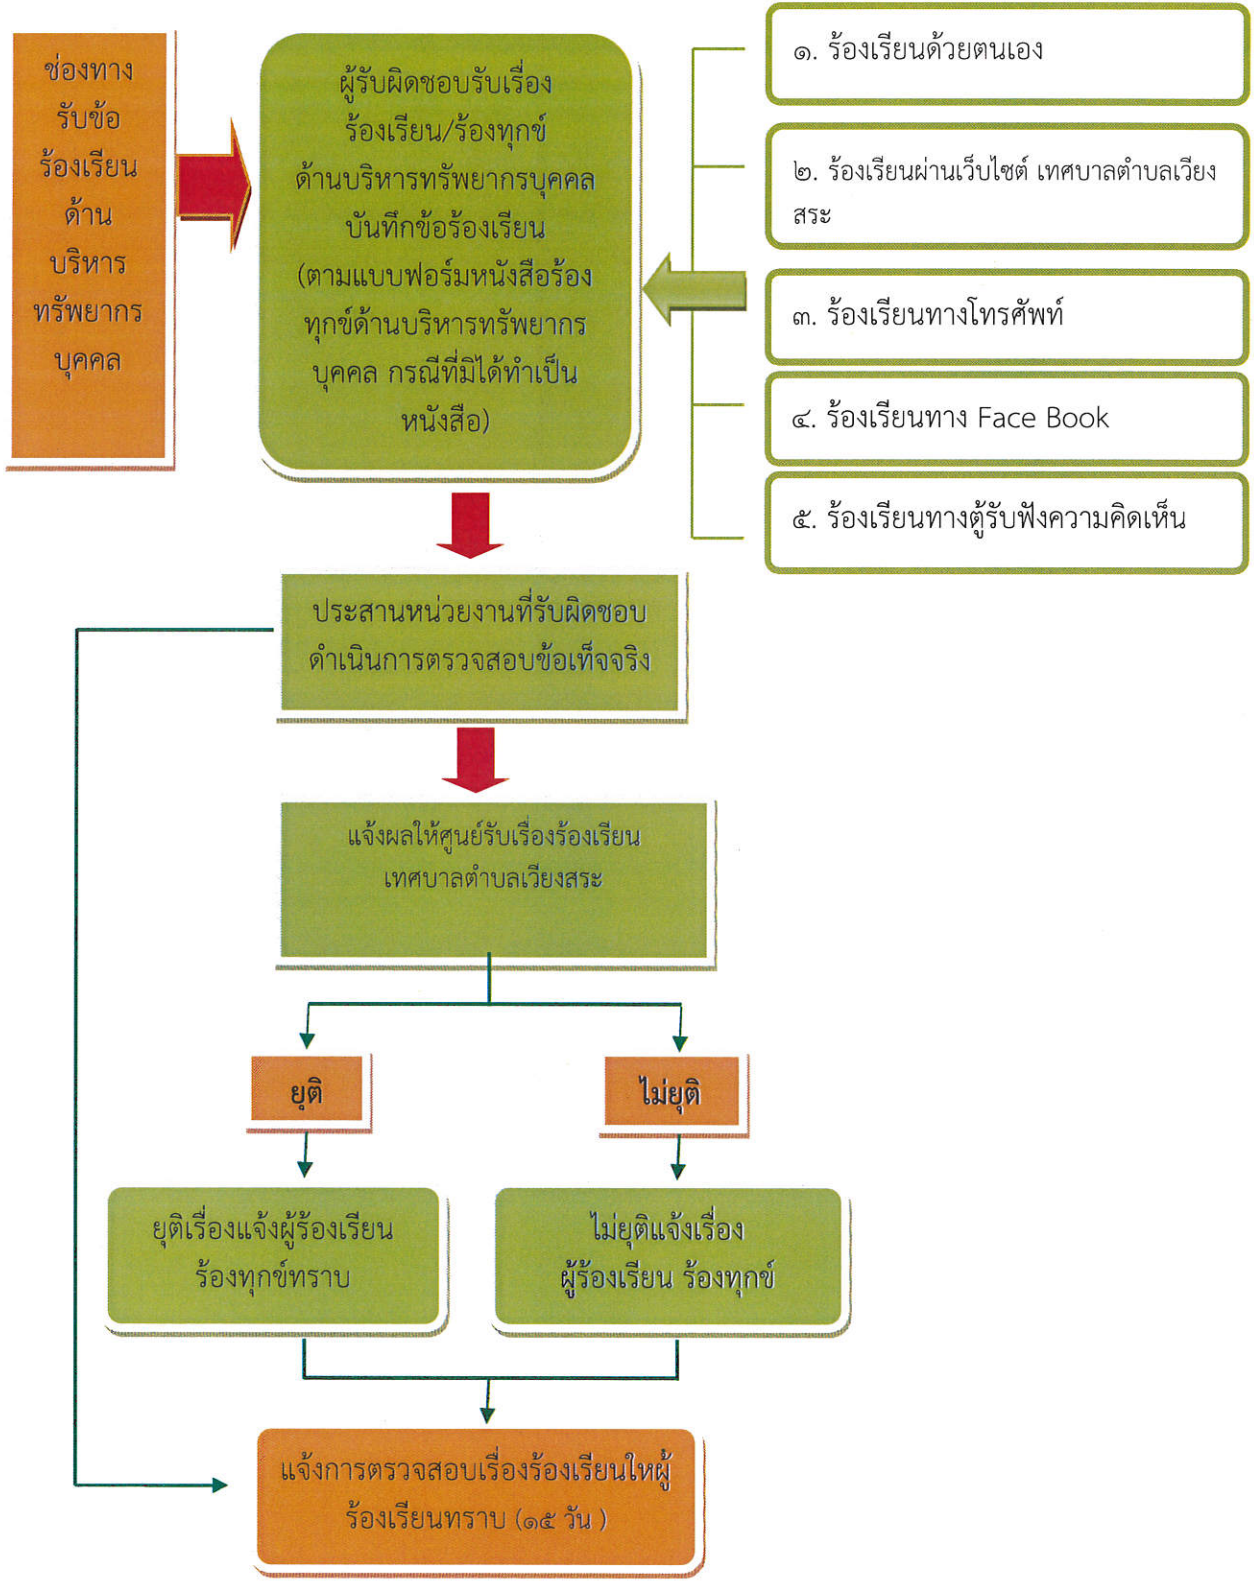 ช่องทาง
รับข้อ
ร้องเรียน
ด้าน
บริหาร
ทรัพยากร
บุคคล
ผู้รับผิดชอบรับเรื่อง
ร้องเรียน/ร้องทุกข์
ด้านบริหารทรัพยากรบุคคล
บันทึกข้อร้องเรียน
(ตามแบบฟอร์มหนังสือร้อง
ทุกข์ด้านบริหารทรัพยากร
บุคคล กรณีที่มิได้ทำเป็น
หนังสือ)
๑. ร้องเรียนด้วยตนเอง
๒. ร้องเรียนผ่านเว็บไซต์ เทศบาลตำบลเวียง
สระ
๓. ร้องเรียนทางโทรศัพท์
๔. ร้องเรียนทาง Face Book
๕. ร้องเรียนทางตู้รับฟังความคิดเห็น
ประสานหน่วยงานที่รับผิดชอบ
ดำเนินการตรวจสอบข้อเท็จจริง
แจ้งผลให้ศูนย์รับเรื่องร้องเรียน
เทศบาลตำบลเวียงสระ
ยุติ
ไม่ยุติ
ยุติเรื่องแจ้งผู้ร้องเรียน
ร้องทุกข์ทราบ
ไม่ยุติแจ้งเรื่อง
ผู้ร้องเรียน ร้องทุกข์
แจ้งการตรวจสอบเรื่องร้องเรียนให้ผู้
ร้องเรียนทราบ (๑๕ วัน )